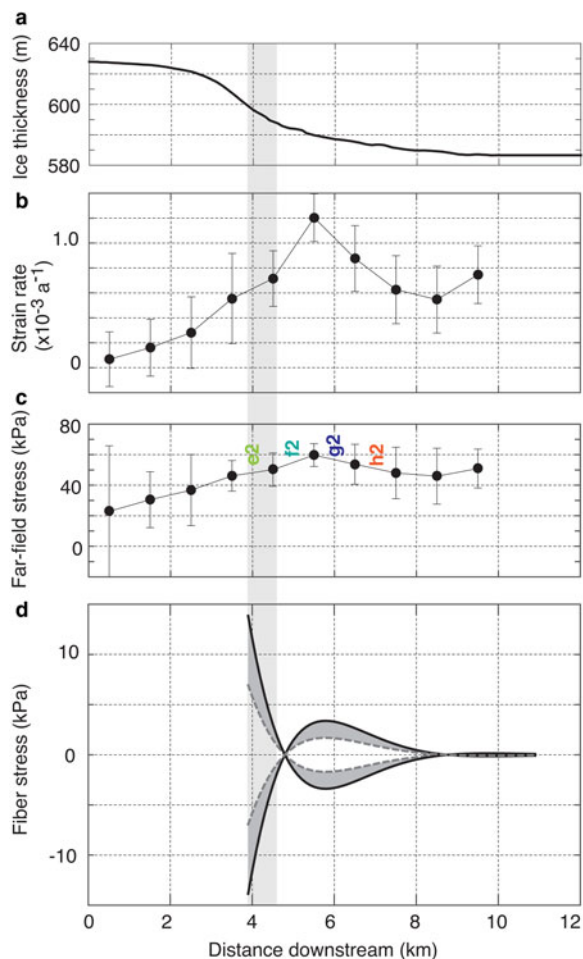 a
640
600
580
Ice thickness (m)
b
1.0
0
Strain rate
(x10⁻³ a⁻¹)
c
80
40
0
Far-field stress (kPa)
e2
f2
g2
h2
d
10
0
-10
Fiber stress (kPa)
0 2 4 6 8 10 12
Distance downstream (km)